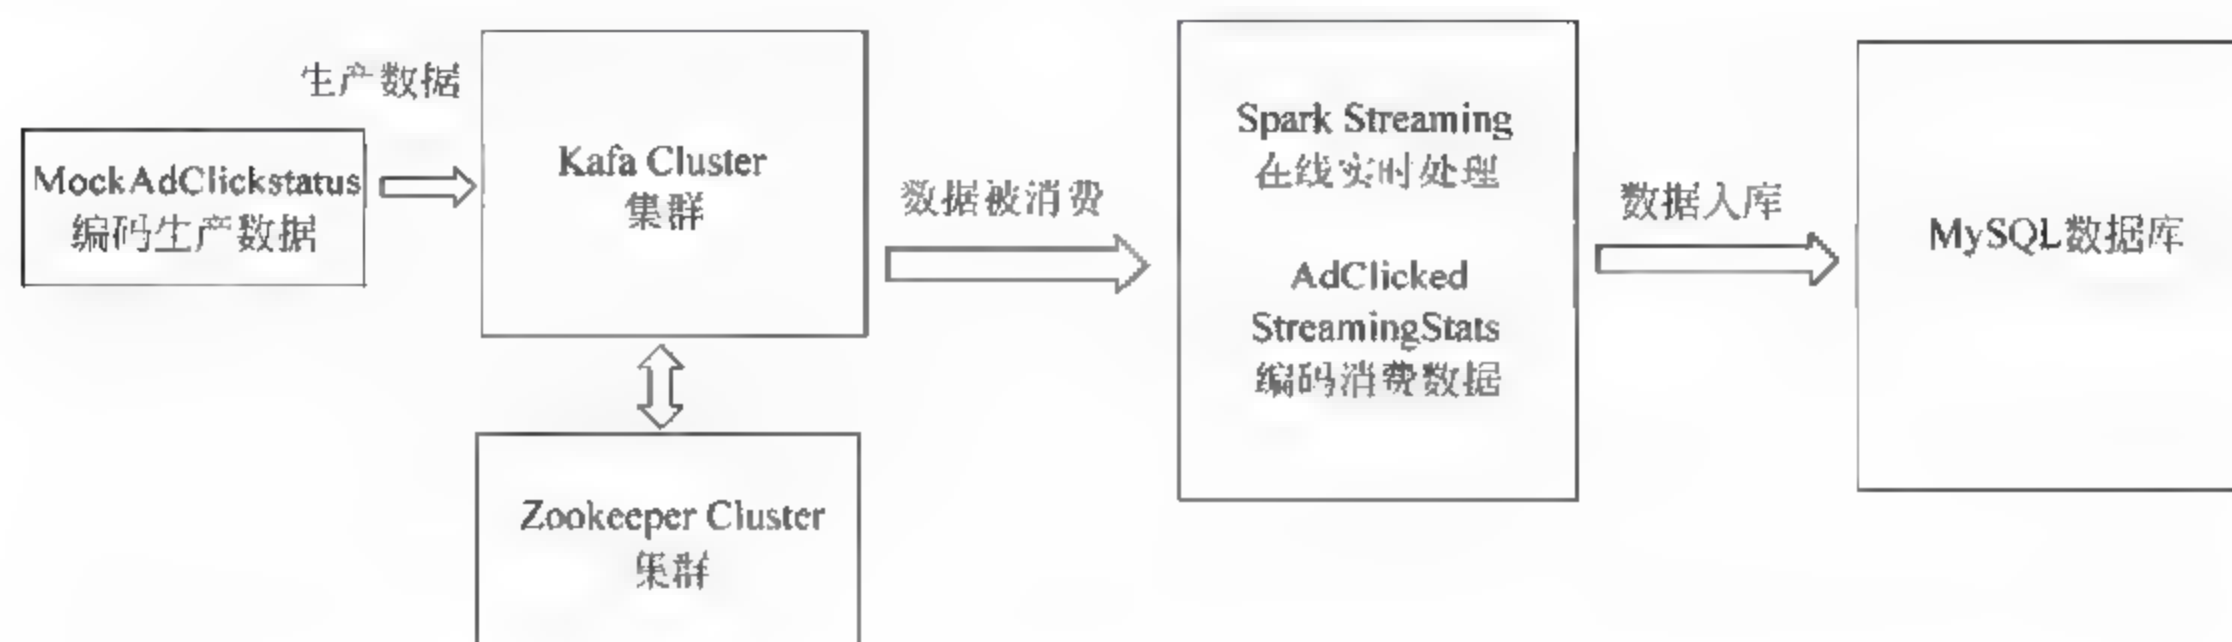 生产数据
MockAdClickstatus
编码生产数据
Kafa Cluster
集群
数据被消费
Spark Streaming
在线实时处理
AdClicked
StreamingStats
编码消费数据
数据入库
MySQL数据库
Zookeeper Cluster
集群